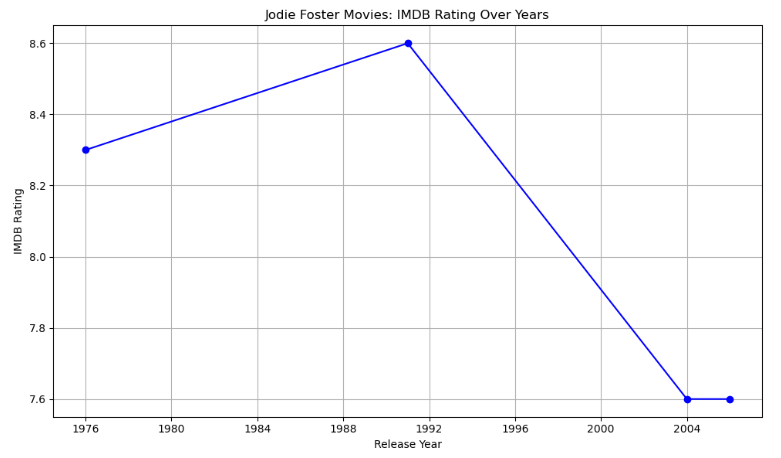 Jodie Foster Movies: IMDB Rating Over Years
8.6
8.4
8.2
8.0
7.8
7.6
IMDB Rating
1976 1980 1984 1988 1992 1996 2000 2004
Release Year